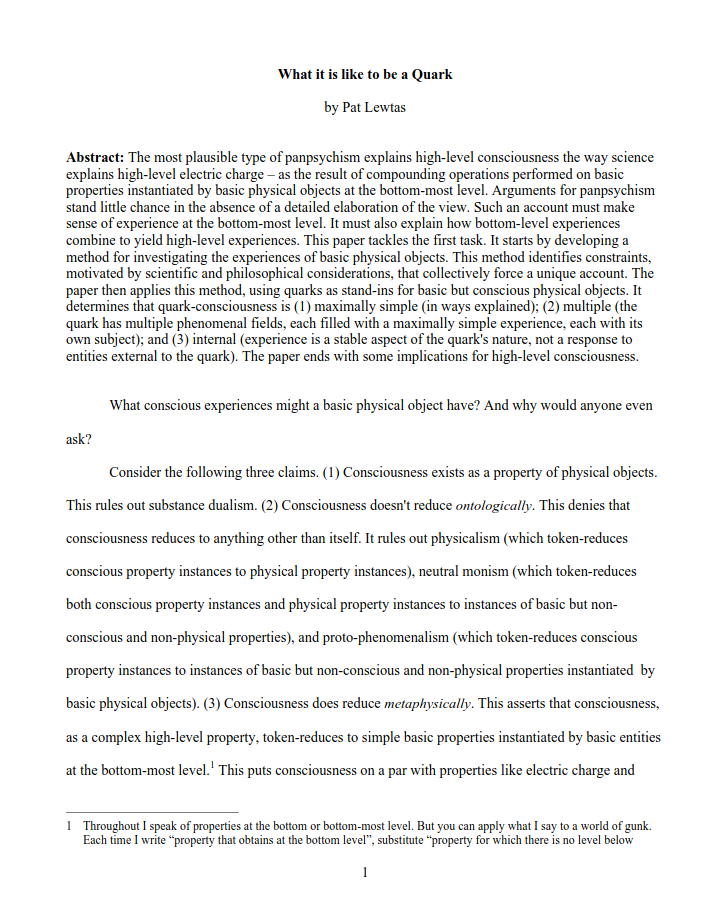 What it is like to be a Quark
by Pat Lewtas
Abstract: The most plausible type of panpsychism explains high-level consciousness the way science
explains high-level electric charge – as the result of compounding operations performed on basic
properties instantiated by basic physical objects at the bottom-most level. Arguments for panpsychism
stand little chance in the absence of a detailed elaboration of the view. Such an account must make
sense of experience at the bottom-most level. It must also explain how bottom-level experiences
combine to yield high-level experiences. This paper tackles the first task. It starts by developing a
method for investigating the experiences of basic physical objects. This method identifies constraints,
motivated by scientific and philosophical considerations, that collectively force a unique account. The
paper then applies this method, using quarks as stand-ins for basic but conscious physical objects. It
determines that quark-consciousness is (1) maximally simple (in ways explained); (2) multiple (the
quark has multiple phenomenal fields, each filled with a maximally simple experience, each with its
own subject); and (3) internal (experience is a stable aspect of the quark's nature, not a response to
entities external to the quark). The paper ends with some implications for high-level consciousness.
What conscious experiences might a basic physical object have? And why would anyone even
ask?
Consider the following three claims. (1) Consciousness exists as a property of physical objects.
This rules out substance dualism. (2) Consciousness doesn't reduce ontologically. This denies that
consciousness reduces to anything other than itself. It rules out physicalism (which token-reduces
conscious property instances to physical property instances), neutral monism (which token-reduces
both conscious property instances and physical property instances to instances of basic but non-
conscious and non-physical properties), and proto-phenomenalism (which token-reduces conscious
property instances to instances of basic but non-conscious and non-physical properties instantiated by
basic physical objects). (3) Consciousness does reduce metaphysically. This asserts that consciousness,
as a complex high-level property, token-reduces to simple basic properties instantiated by basic entities
at the bottom-most level.1 This puts consciousness on a par with properties like electric charge and
1 Throughout I speak of properties at the bottom or bottom-most level. But you can apply what I say to a world of gunk.
Each time I write “property that obtains at the bottom level”, substitute “property for which there is no level below
1